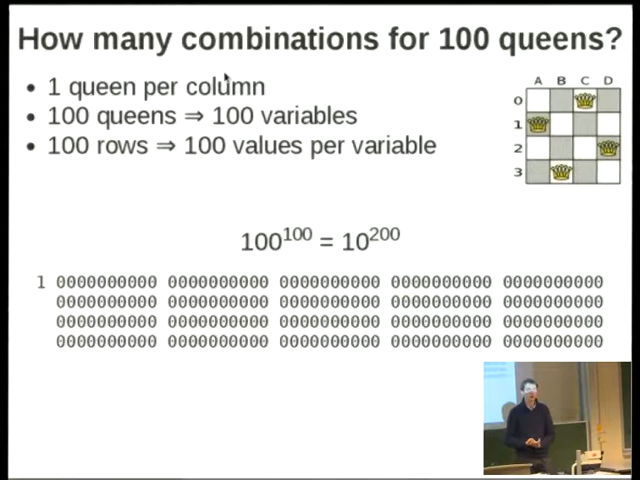 How many combinations for 100 queens?
• 1 queen per column
• 100 queens ⇒ 100 variables
• 100 rows ⇒ 100 values per variable
A B C D
0
1
2
3
100^100 = 10^200
1 0000000000 0000000000 0000000000 0000000000 0000000000
0000000000 0000000000 0000000000 0000000000 0000000000
0000000000 0000000000 0000000000 0000000000 0000000000
0000000000 0000000000 0000000000 0000000000 0000000000